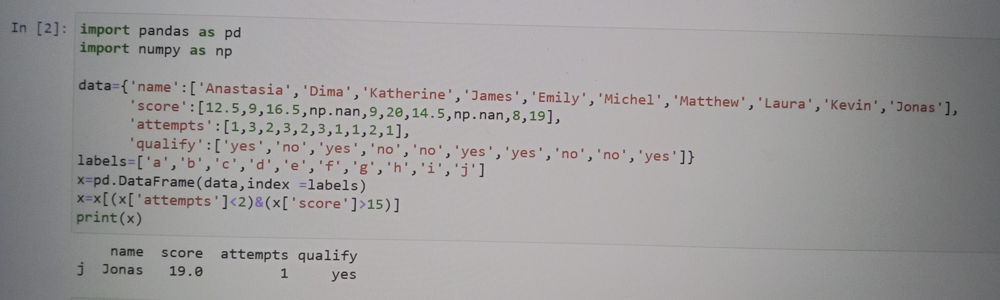 In [2]: import pandas as pd
import numpy as np
data={'name':['Anastasia','Dima','Katherine','James','Emily','Michel','Matthew','Laura','Kevin','Jonas'],
'score':[12.5,9,16.5,np.nan,9,20,14.5,np.nan,8,19],
'attempts':[1,3,2,3,2,3,1,1,2,1],
'qualify':['yes','no','yes','no','no','yes','yes','no','no','yes']}
labels=['a','b','c','d','e','f','g','h','i','j']
x=pd.DataFrame(data,index =labels)
x=x[(x['attempts']<2)&(x['score']>15)]
print(x)
name score attempts qualify
j Jonas 19.0 1 yes